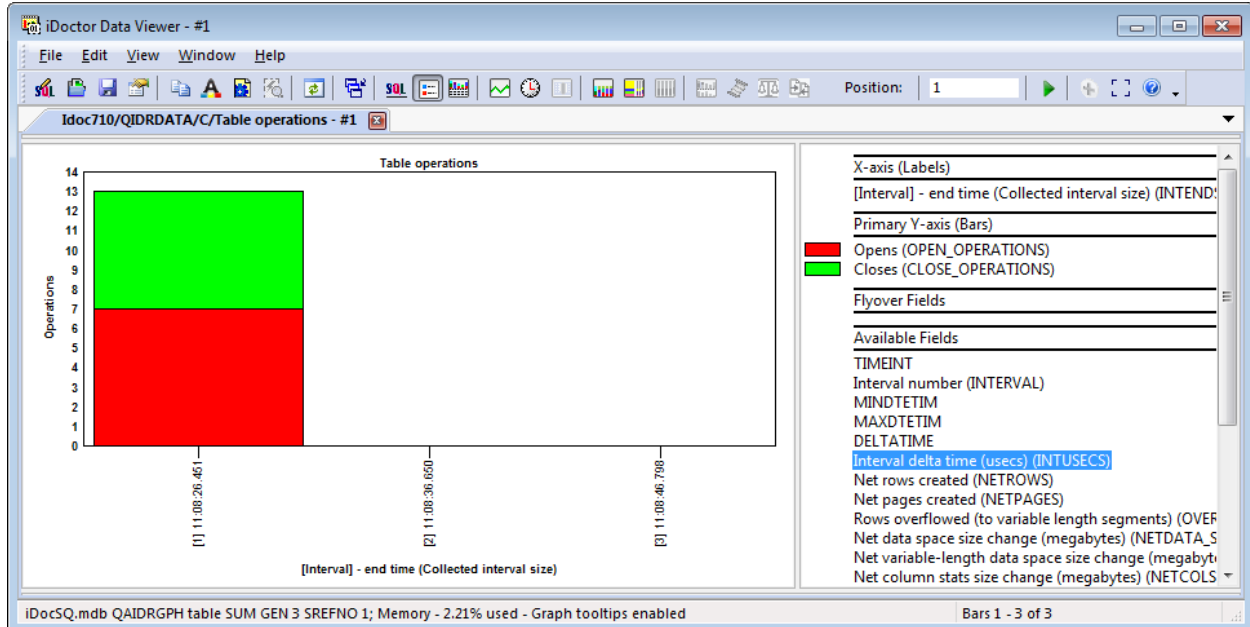 iDoctor Data Viewer - #1
File Edit View Window Help
SQL SQL Position: 1
Idoc710/QIDRDATA/C/Table operations - #1
Table operations
14
13
12
11
10
9
8
7
6
5
4
3
2
1
0
Operations
[1] 11:08:26.451
[2] 11:08:36.650
[3] 11:08:46.798
[Interval] - end time (Collected interval size)
X-axis (Labels)
[Interval] - end time (Collected interval size) (INTENDS
Primary Y-axis (Bars)
Opens (OPEN_OPERATIONS)
Closes (CLOSE_OPERATIONS)
Flyover Fields
Available Fields
TIMEINT
Interval number (INTERVAL)
MINDTETIM
MAXDTETIM
DELTATIME
Interval delta time (usecs) (INTUSECS)
Net rows created (NETROWS)
Net pages created (NETPAGES)
Rows overflowed (to variable length segments) (OVER
Net data space size change (megabytes) (NETDATA_S
Net variable-length data space size change (megabyt
Net column stats size change (megabytes) (NETCOLS
iDocSQ.mdb QAIDRGPH table SUM GEN 3 SREFNO 1; Memory - 2.21% used - Graph tooltips enabled
Bars 1 - 3 of 3